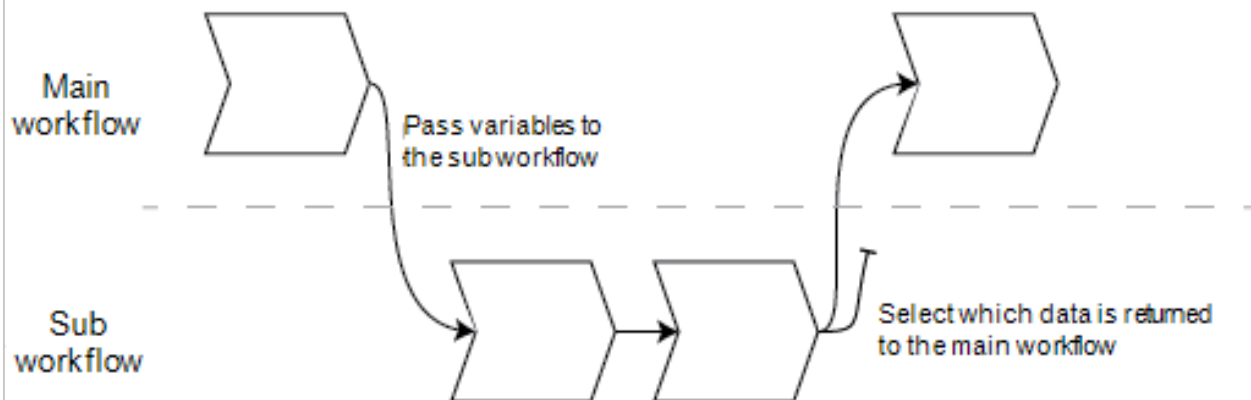 Main
workflow
Pass variables to
the sub workflow
Sub
workflow
Select which data is returned
to the main workflow